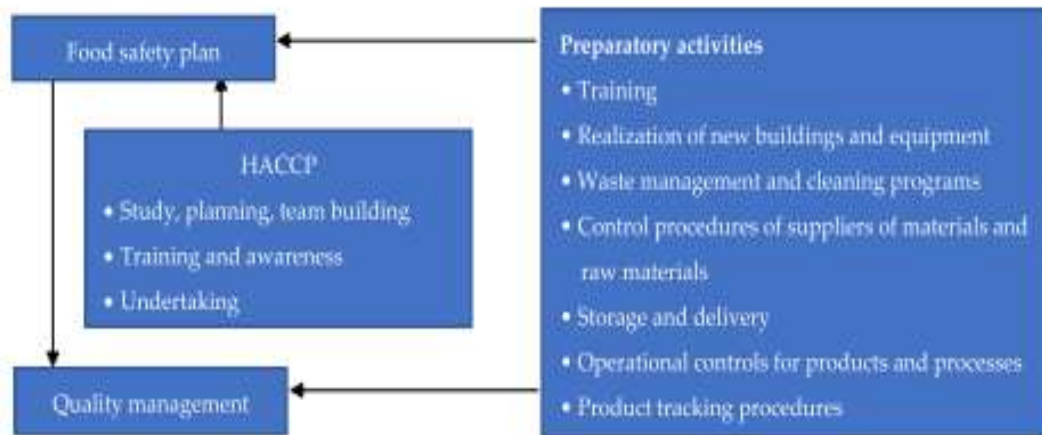 Food safety plan
HACCP
• Study, planning, team building
• Training and awareness
• Undertaking
Quality management
Preparatory activities
• Training
• Realization of new buildings and equipment
• Waste management and cleaning programs
• Control procedures of suppliers of materials and
raw materials
• Storage and delivery
• Operational controls for products and processes
• Product tracking procedures